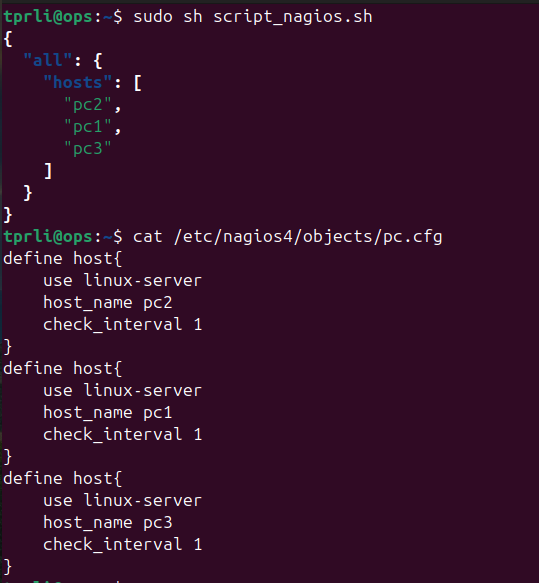 tprli@ops:~$ sudo sh script_nagios.sh
{
  "all": {
    "hosts": [
      "pc2",
      "pc1",
      "pc3"
    ]
  }
}
tprli@ops:~$ cat /etc/nagios4/objects/pc.cfg
define host{
    use linux-server
    host_name pc2
    check_interval 1
}
define host{
    use linux-server
    host_name pc1
    check_interval 1
}
define host{
    use linux-server
    host_name pc3
    check_interval 1
}